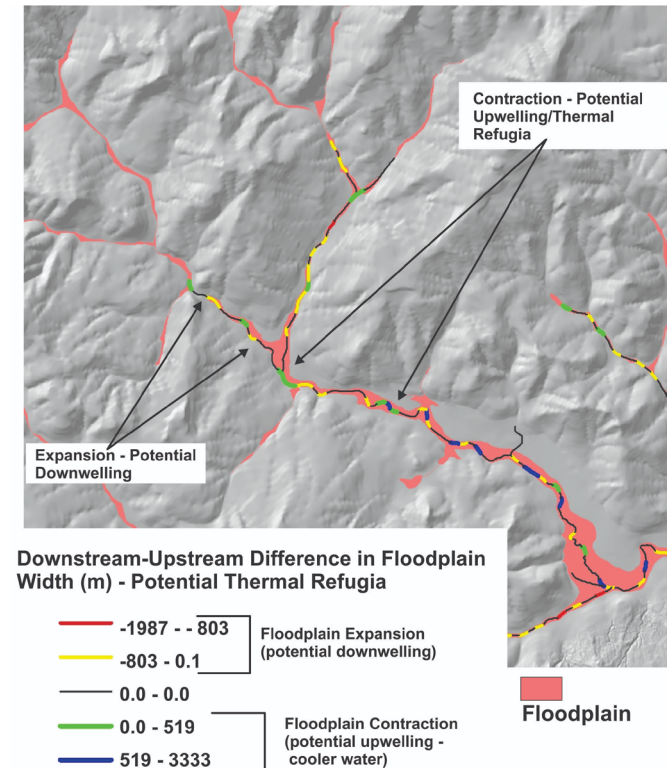 Contraction - Potential
Upwelling/Thermal
Refugia
Expansion - Potential
Downwelling
Downstream-Upstream Difference in Floodplain
Width (m) - Potential Thermal Refugia
-1987 - - 803
-803 - 0.1
0.0 - 0.0
0.0 - 519
519 - 3333
Floodplain Expansion
(potential downwelling)
Floodplain Contraction
(potential upwelling -
cooler water)
Floodplain